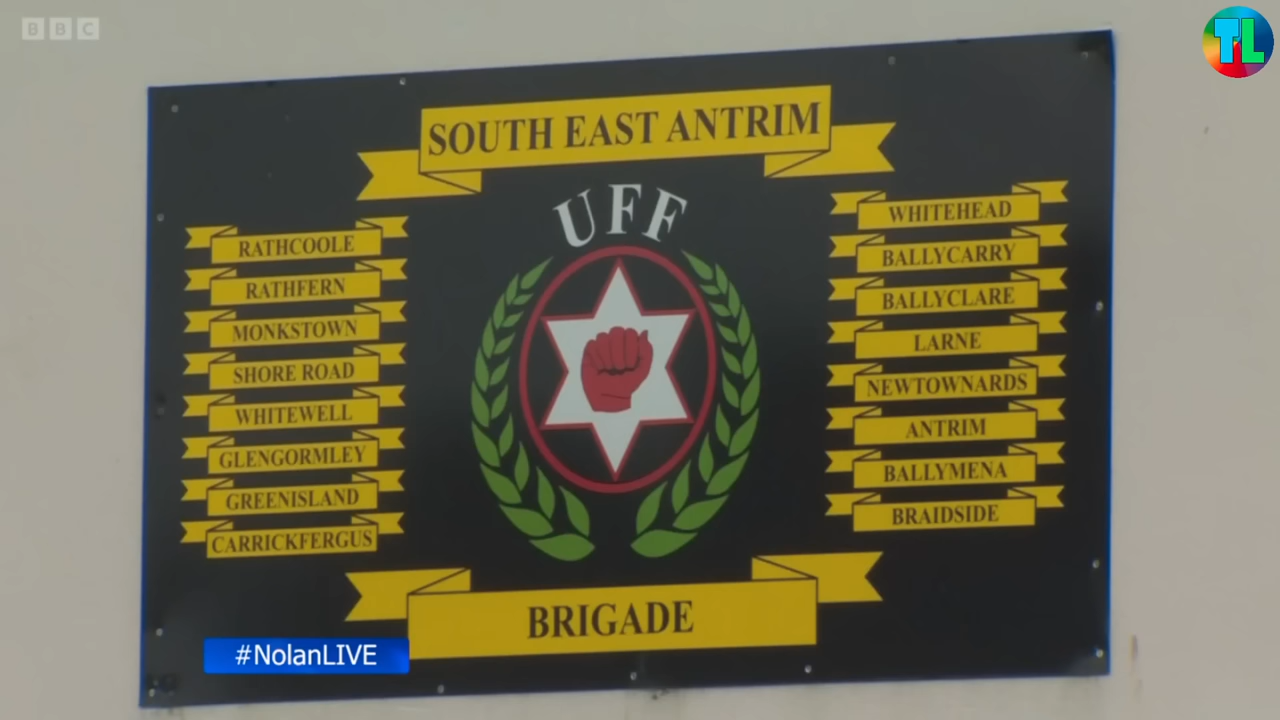 BBC
TL
SOUTH EAST ANTRIM
UFF
RATHCOOLE
RATHFERN
MONKSTOWN
SHORE ROAD
WHITEWELL
GLENGORMLEY
GREENISLAND
CARRICKFERGUS
WHITEHEAD
BALLYCARRY
BALLYCLARE
LARNE
NEWTOWNARDS
ANTRIM
BALLYMENA
BRAIDSIDE
BRIGADE
#NolanLIVE